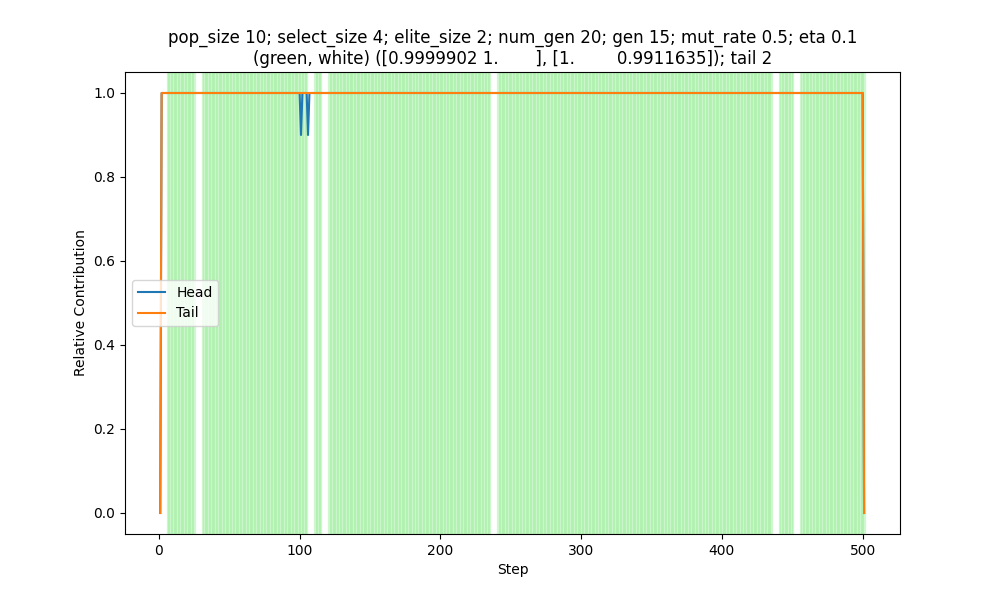 pop_size 10; select_size 4; elite_size 2; num_gen 20; gen 15; mut_rate 0.5; eta 0.1
(green, white) ([0.9999902 1.        ], [1.        0.9911635]); tail 2
1.0
0.8
0.6
0.4
0.2
0.0
Relative Contribution
Head
Tail
0 100 200 300 400 500
Step